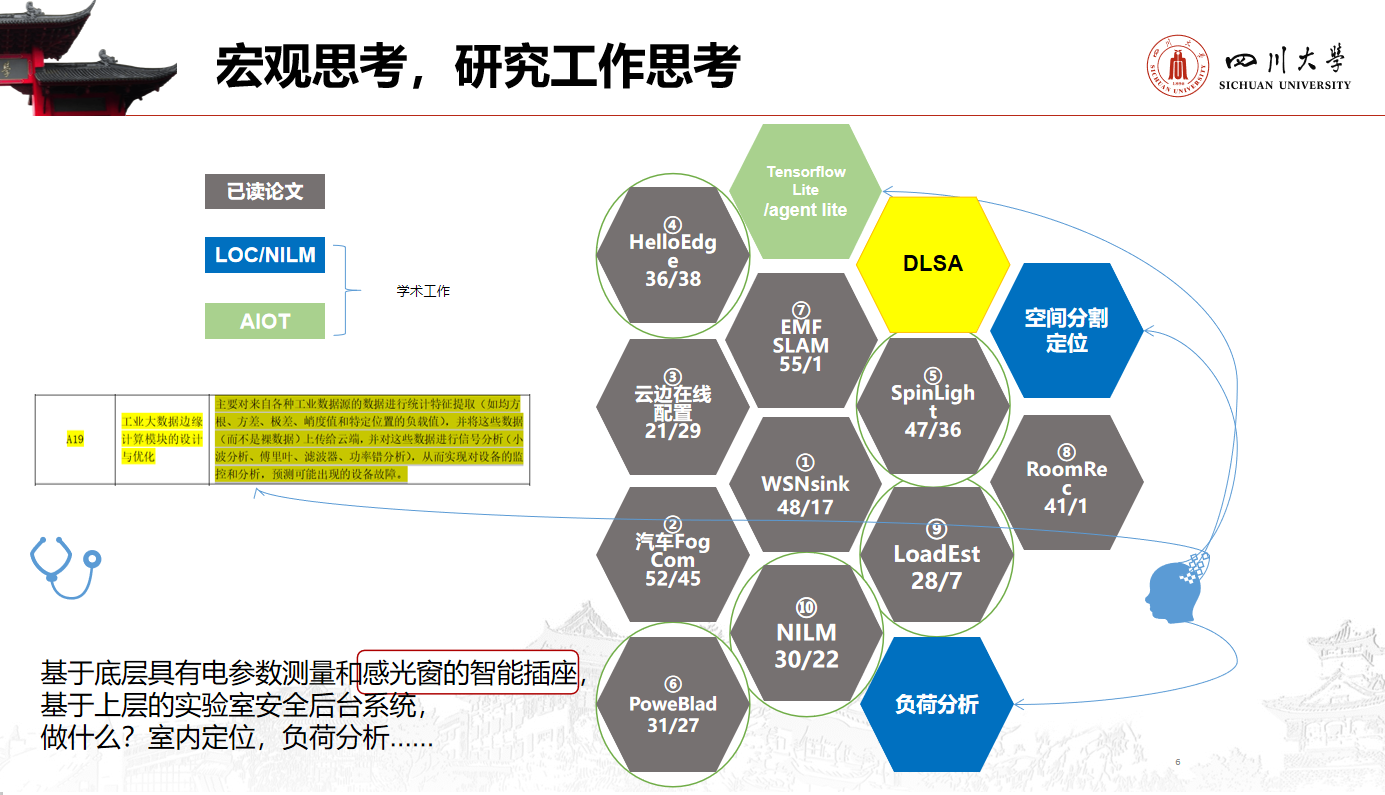 宏观思考，研究工作思考
四川大学
SICHUAN UNIVERSITY
已读论文
LOC/NILM
AIOT
学术工作
A19
工业大数据边缘
计算模块的设计
与优化
主要对来自各种工业数据源的数据进行统计特征提取（如均方
根、方差、极差、峭度值和特定位置的负载值），并将这些数据
（而不是裸数据）上传给云端，并对这些数据进行信号分析（小
波分析、傅里叶、滤波器、功率错分析），从而实现对设备的监
控和分析，预测可能出现的设备故障。
基于底层具有电参数测量和感光窗的智能插座，
基于上层的实验室安全后台系统，
做什么？室内定位，负荷分析……
Tensorflow
Lite
/agent lite
④
HelloEdg
e
36/38
DLSA
⑦
EMF
SLAM
55/1
空间分割
定位
③
云边在线
配置
21/29
⑤
SpinLigh
t
47/36
①
WSNsink
48/17
⑧
RoomRe
c
41/1
②
汽车Fog
Com
52/45
⑨
LoadEst
28/7
⑩
NILM
30/22
⑥
PoweBlad
31/27
负荷分析
6